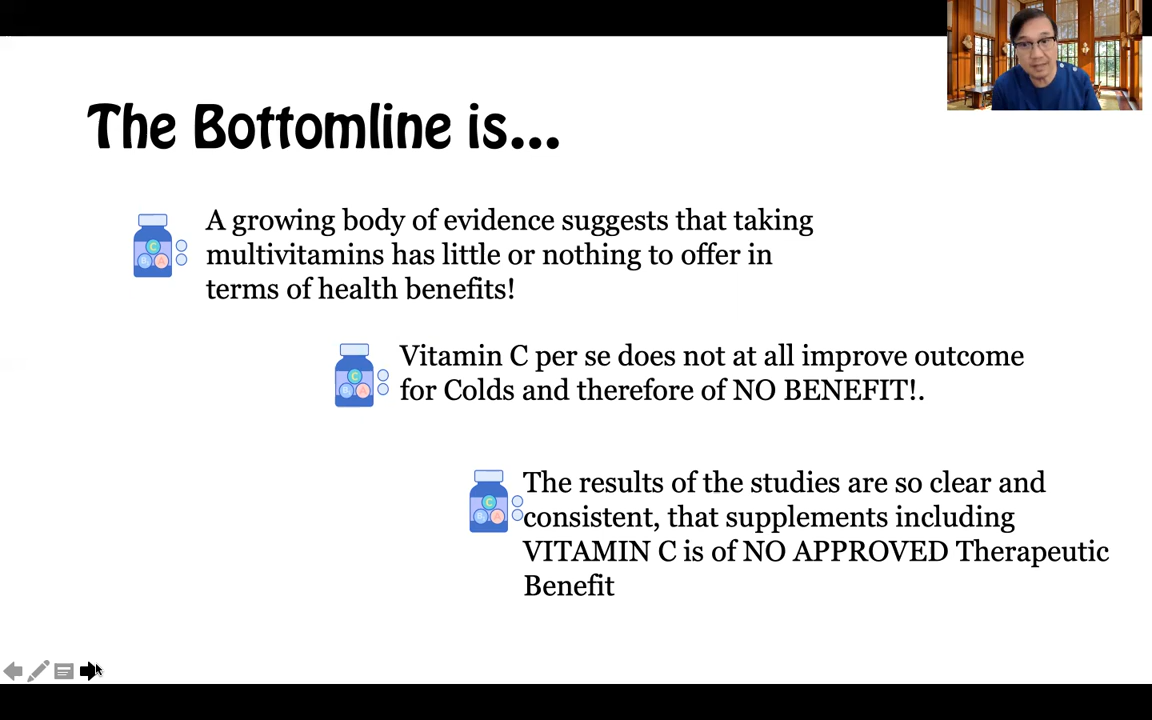 The Bottomline is...
A growing body of evidence suggests that taking
multivitamins has little or nothing to offer in
terms of health benefits!
Vitamin C per se does not at all improve outcome
for Colds and therefore of NO BENEFIT!.
The results of the studies are so clear and
consistent, that supplements including
VITAMIN C is of NO APPROVED Therapeutic
Benefit